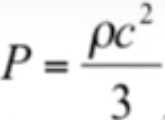 P = ρc²/3